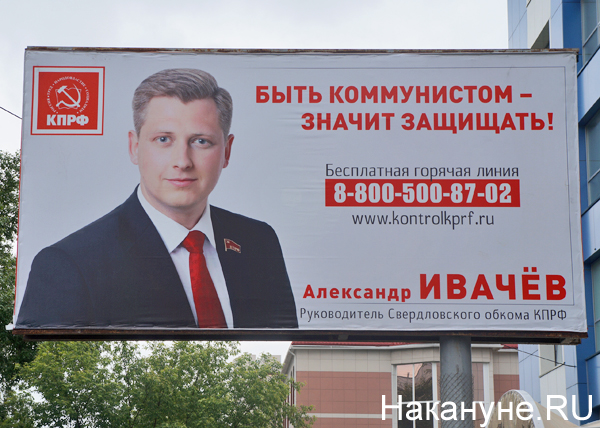 КПРФ
БЫТЬ КОММУНИСТОМ –
ЗНАЧИТ ЗАЩИЩАТЬ!
Бесплатная горячая линия
8-800-500-87-02
www.kontrolkprf.ru
Александр ИВАЧЁВ
Руководитель Свердловского обкома КПРФ
Накануне.RU